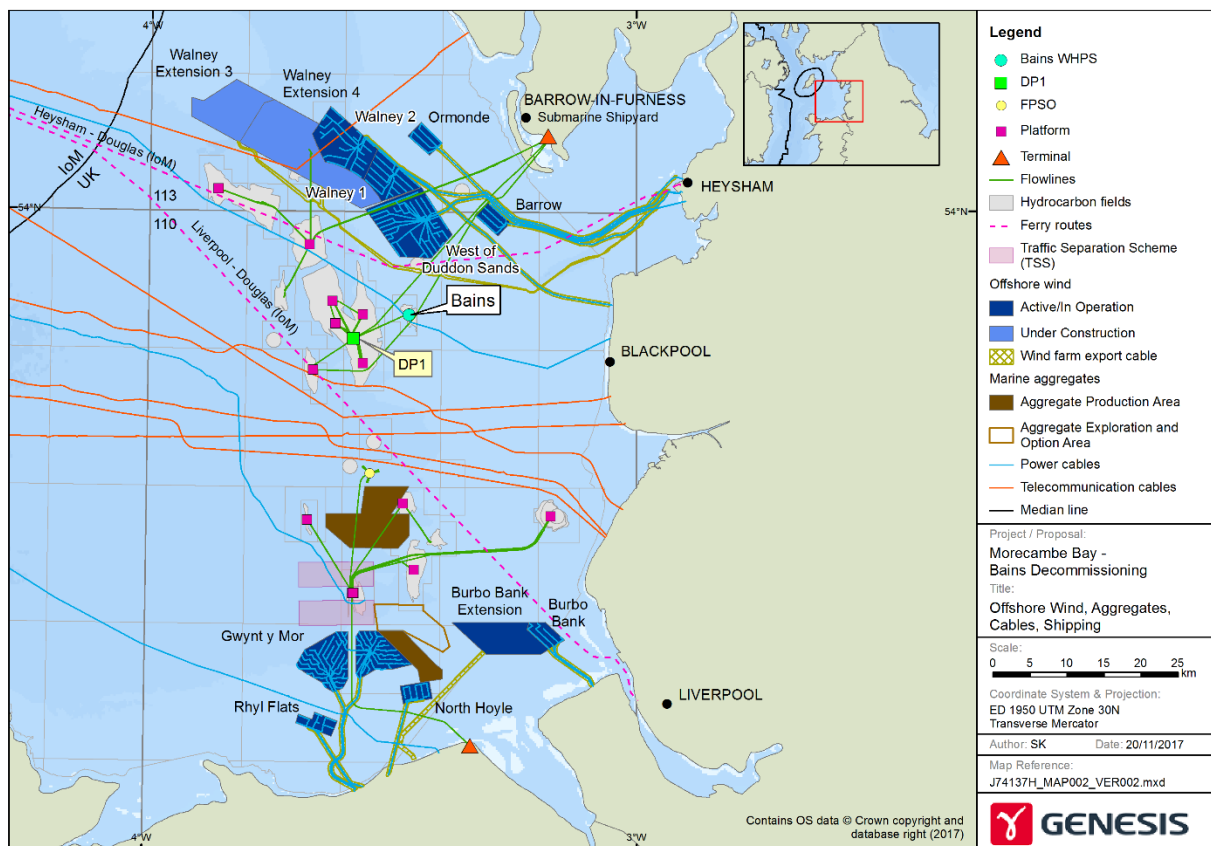 4°W
3°W
Walney
Extension 3
Walney
Extension 4
Walney 2
Ormonde
BARROW-IN-FURNESS
Submarine Shipyard
Heysham - Douglas (IoM)
IoM
UK
113
110
54°N
54°N
Walney 1
Barrow
HEYSHAM
West of
Duddon Sands
Liverpool - Douglas (IoM)
Bains
DP1
BLACKPOOL
Burbo Bank
Extension
Burbo
Bank
Gwynt y Mor
Rhyl Flats
North Hoyle
LIVERPOOL
4°W
3°W
Contains OS data © Crown copyright and
database right (2017)
Legend
Bains WHPS
DP1
FPSO
Platform
Terminal
Flowlines
Hydrocarbon fields
Ferry routes
Traffic Separation Scheme
(TSS)
Offshore wind
Active/In Operation
Under Construction
Wind farm export cable
Marine aggregates
Aggregate Production Area
Aggregate Exploration and
Option Area
Power cables
Telecommunication cables
Median line
Project / Proposal:
Morecambe Bay -
Bains Decommissioning
Title:
Offshore Wind, Aggregates,
Cables, Shipping
Scale:
0 5 10 15 20 25
km
Coordinate System & Projection:
ED 1950 UTM Zone 30N
Transverse Mercator
Author: SK Date: 20/11/2017
Map Reference:
J74137H_MAP002_VER002.mxd
GENESIS